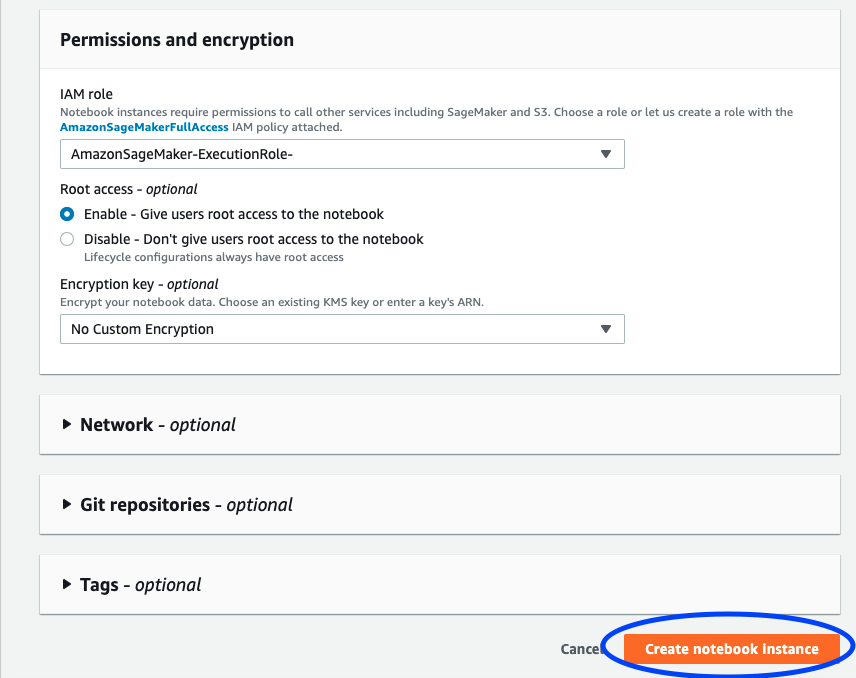 Permissions and encryption
IAM role
Notebook instances require permissions to call other services including SageMaker and S3. Choose a role or let us create a role with the
AmazonSageMakerFullAccess IAM policy attached.
AmazonSageMaker-ExecutionRole-
Root access - optional
Enable - Give users root access to the notebook
Disable - Don't give users root access to the notebook
Lifecycle configurations always have root access
Encryption key - optional
Encrypt your notebook data. Choose an existing KMS key or enter a key's ARN.
No Custom Encryption
Network - optional
Git repositories - optional
Tags - optional
Cancel Create notebook instance